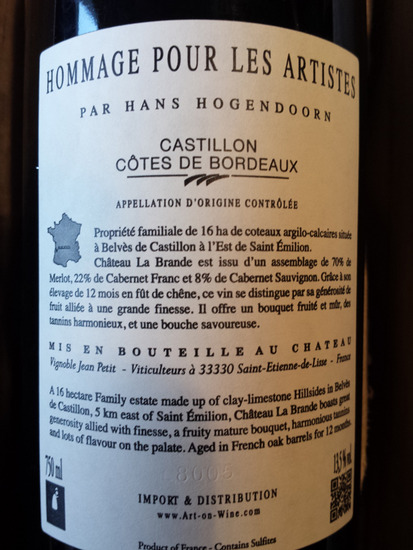 HOMMAGE POUR LES ARTISTES
PAR HANS HOGENDOORN
CASTILLON
CÔTES DE BORDEAUX
APPELLATION D'ORIGINE CONTRÔLÉE
Propriété familiale de 16 ha de coteaux argilo-calcaires située
à Belvès de Castillon à l'Est de Saint Émilion.
Château La Brande est issu d'un assemblage de 70% de
Merlot, 22% de Cabernet Franc et 8% de Cabernet Sauvignon. Grâce à son
élevage de 12 mois en fût de chêne, ce vin se distingue par sa générosité de
fruit alliée à une grande finesse. Il offre un bouquet fruité et mûr, des
tannins harmonieux, et une bouche savoureuse.
MIS EN BOUTEILLE AU CHATEAU
Vignoble Jean Petit - Viticulteurs à 33330 Saint-Etienne-de-Lisse - France
A 16 hectare Family estate made up of clay-limestone Hillsides in Belvès
de Castillon, 5 km east of Saint Émilion, Château La Brande boasts great
generosity allied with finesse, a fruity mature bouquet, harmonious tannins
and lots of flavour on the palate. Aged in French oak barrels for 12 months.
750 ml
13,5 % vol
IMPORT & DISTRIBUTION
www.Art-on-Wine.com
Product of France - Contains Sulfites